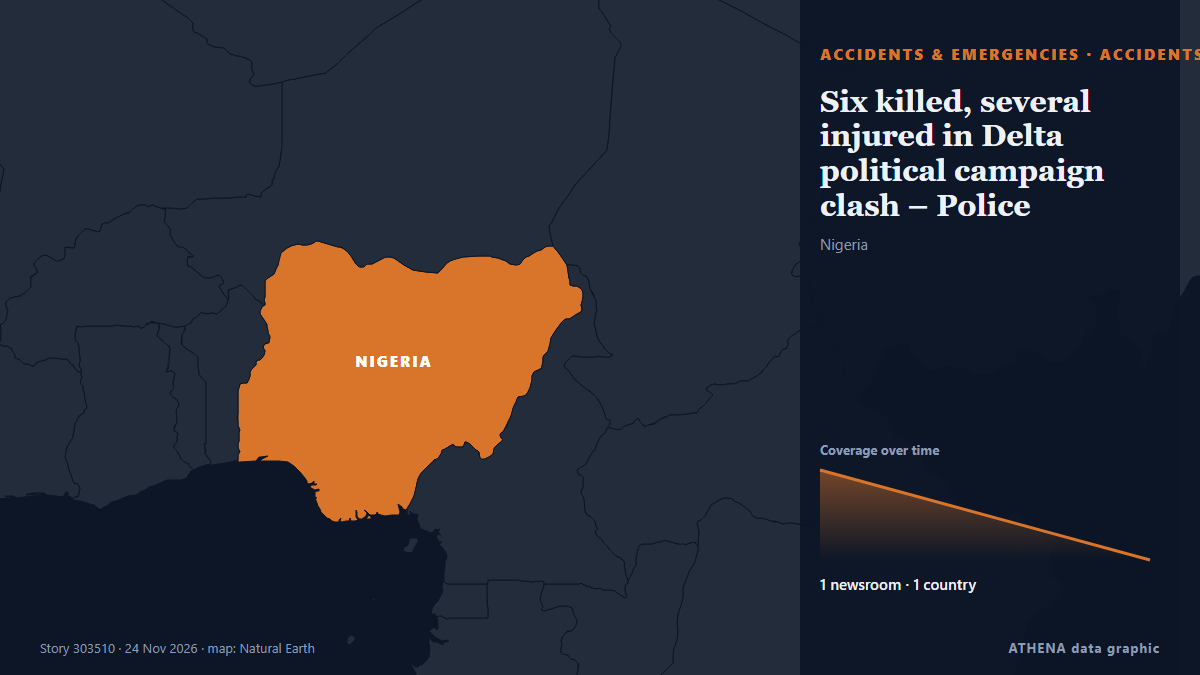 ACCIDENTS & EMERGENCIES · ACCIDENTS
Six killed, several
injured in Delta
political campaign
clash – Police
Nigeria
NIGERIA
Coverage over time
1 newsroom · 1 country
Story 303510 · 24 Nov 2026 · map: Natural Earth
ATHENA data graphic